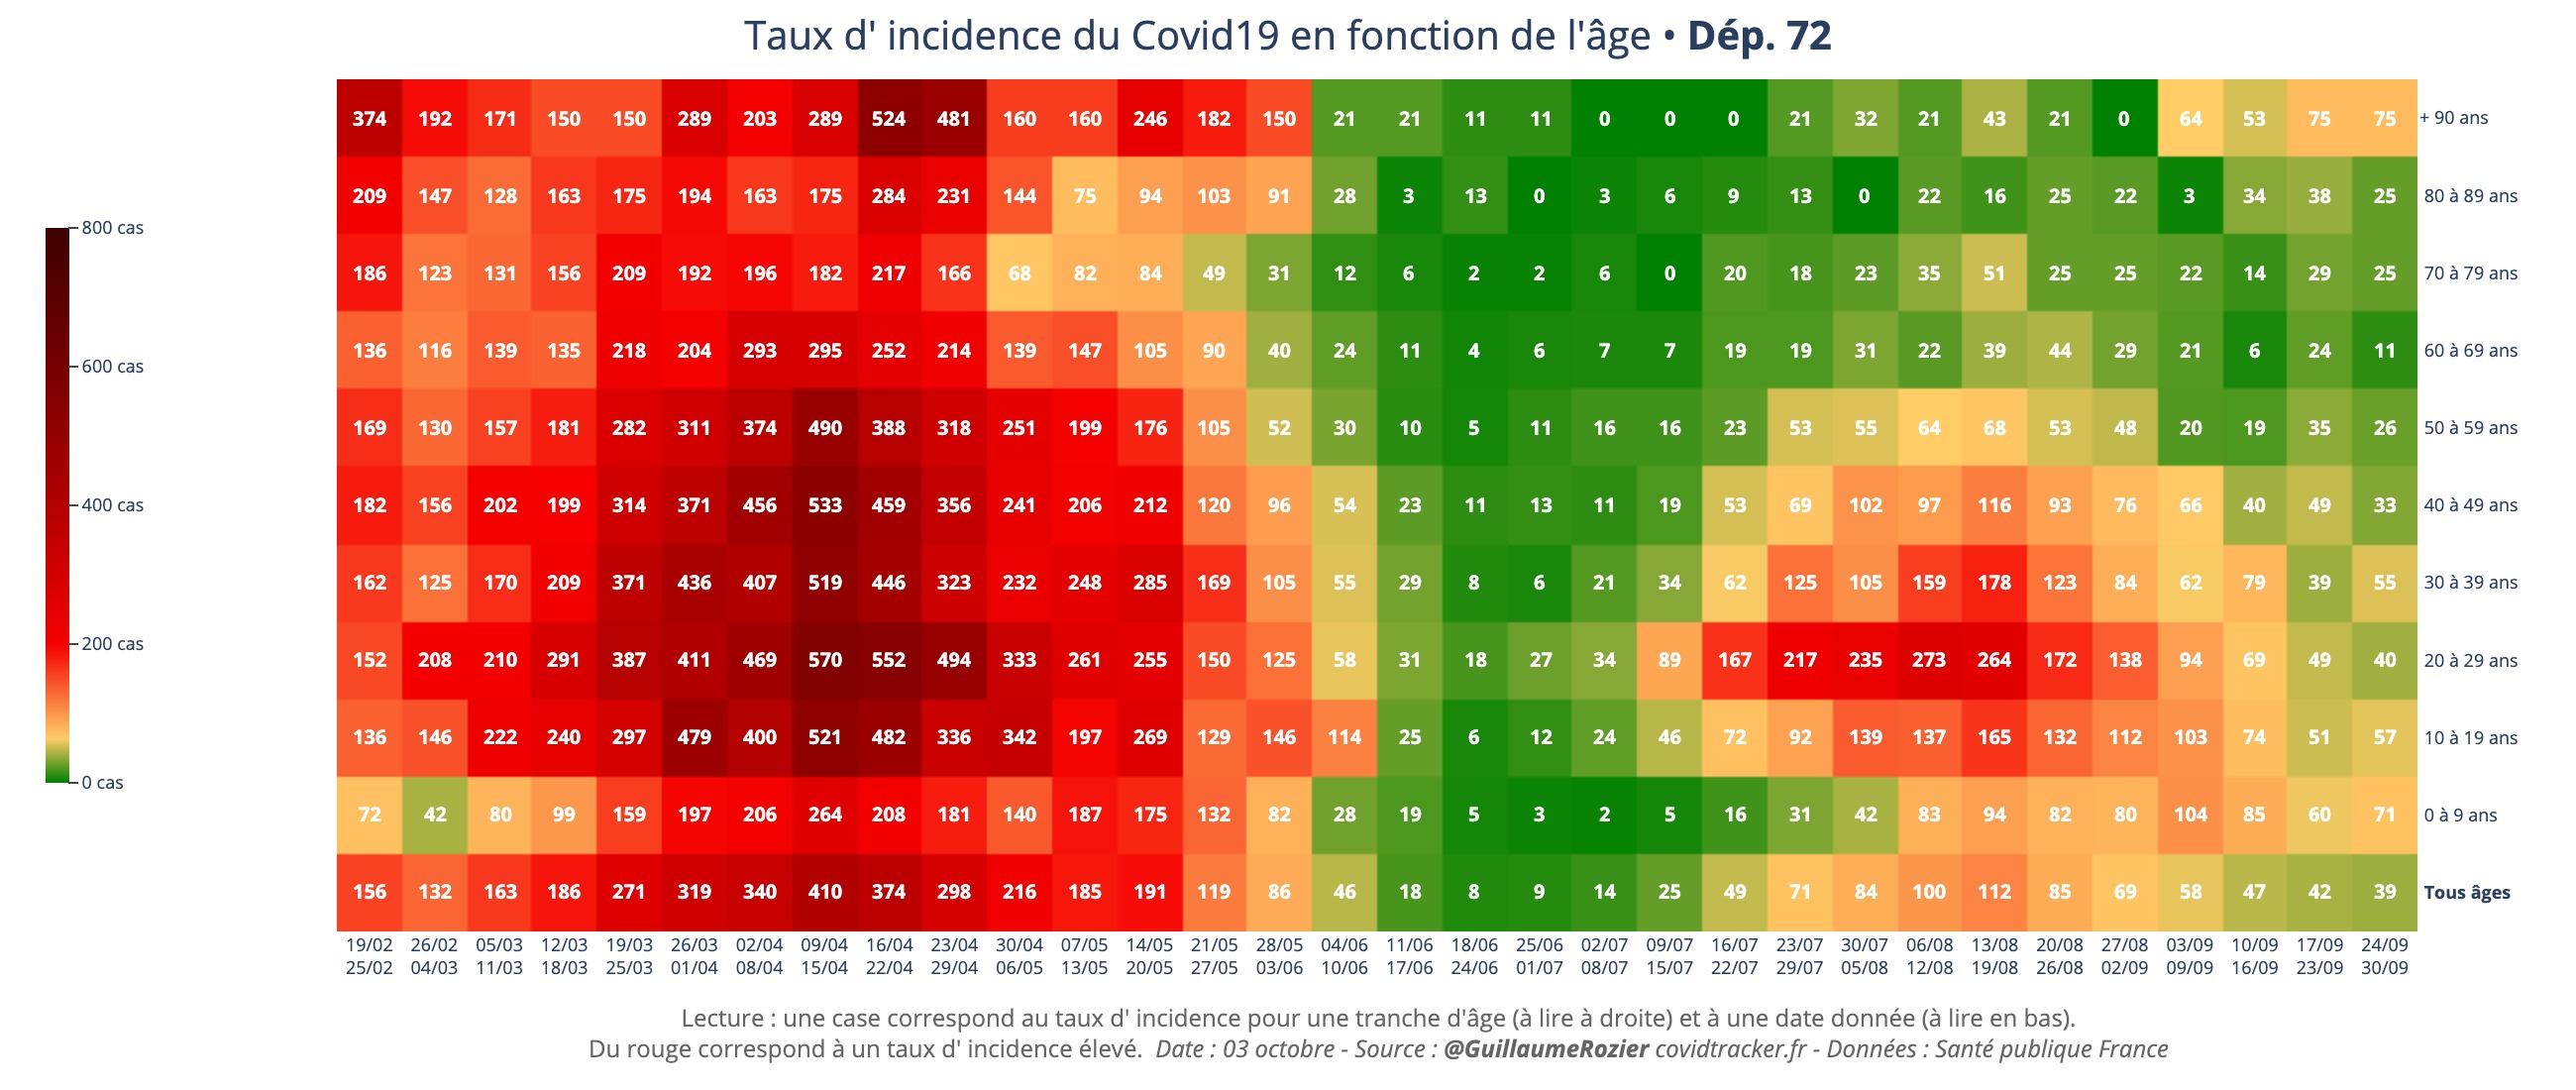 Taux d' incidence du Covid19 en fonction de l'âge • Dép. 72
800 cas
600 cas
400 cas
200 cas
0 cas
374 192 171 150 150 289 203 289 524 481 160 160 246 182 150 21 21 11 11 0 0 0 21 32 21 43 21 0 64 53 75 75 + 90 ans
209 147 128 163 175 194 163 175 284 231 144 75 94 103 91 28 3 13 0 3 6 9 13 0 22 16 25 22 3 34 38 25 80 à 89 ans
186 123 131 156 209 192 196 182 217 166 68 82 84 49 31 12 6 2 2 6 0 20 18 23 35 51 25 25 22 14 29 25 70 à 79 ans
136 116 139 135 218 204 293 295 252 214 139 147 105 90 40 24 11 4 6 7 7 19 19 31 22 39 44 29 21 6 24 11 60 à 69 ans
169 130 157 181 282 311 374 490 388 318 251 199 176 105 52 30 10 5 11 16 16 23 53 55 64 68 53 48 20 19 35 26 50 à 59 ans
182 156 202 199 314 371 456 533 459 356 241 206 212 120 96 54 23 11 13 11 19 53 69 102 97 116 93 76 66 40 49 33 40 à 49 ans
162 125 170 209 371 436 407 519 446 323 232 248 285 169 105 55 29 8 6 21 34 62 125 105 159 178 123 84 62 79 39 55 30 à 39 ans
152 208 210 291 387 411 469 570 552 494 333 261 255 150 125 58 31 18 27 34 89 167 217 235 273 264 172 138 94 69 49 40 20 à 29 ans
136 146 222 240 297 479 400 521 482 336 342 197 269 129 146 114 25 6 12 24 46 72 92 139 137 165 132 112 103 74 51 57 10 à 19 ans
72 42 80 99 159 197 206 264 208 181 140 187 175 132 82 28 19 5 3 2 5 16 31 42 83 94 82 80 104 85 60 71 0 à 9 ans
156 132 163 186 271 319 340 410 374 298 216 185 191 119 86 46 18 8 9 14 25 49 71 84 100 112 85 69 58 47 42 39 Tous âges
19/02 26/02 05/03 12/03 19/03 26/03 02/04 09/04 16/04 23/04 30/04 07/05 14/05 21/05 28/05 04/06 11/06 18/06 25/06 02/07 09/07 16/07 23/07 30/07 06/08 13/08 20/08 27/08 03/09 10/09 17/09 24/09
25/02 04/03 11/03 18/03 25/03 01/04 08/04 15/04 22/04 29/04 06/05 13/05 20/05 27/05 03/06 10/06 17/06 24/06 01/07 08/07 15/07 22/07 29/07 05/08 12/08 19/08 26/08 02/09 09/09 16/09 23/09 30/09
Lecture : une case correspond au taux d' incidence pour une tranche d'âge (à lire à droite) et à une date donnée (à lire en bas).
Du rouge correspond à un taux d' incidence élevé. Date : 03 octobre - Source : @GuillaumeRozier covidtracker.fr - Données : Santé publique France